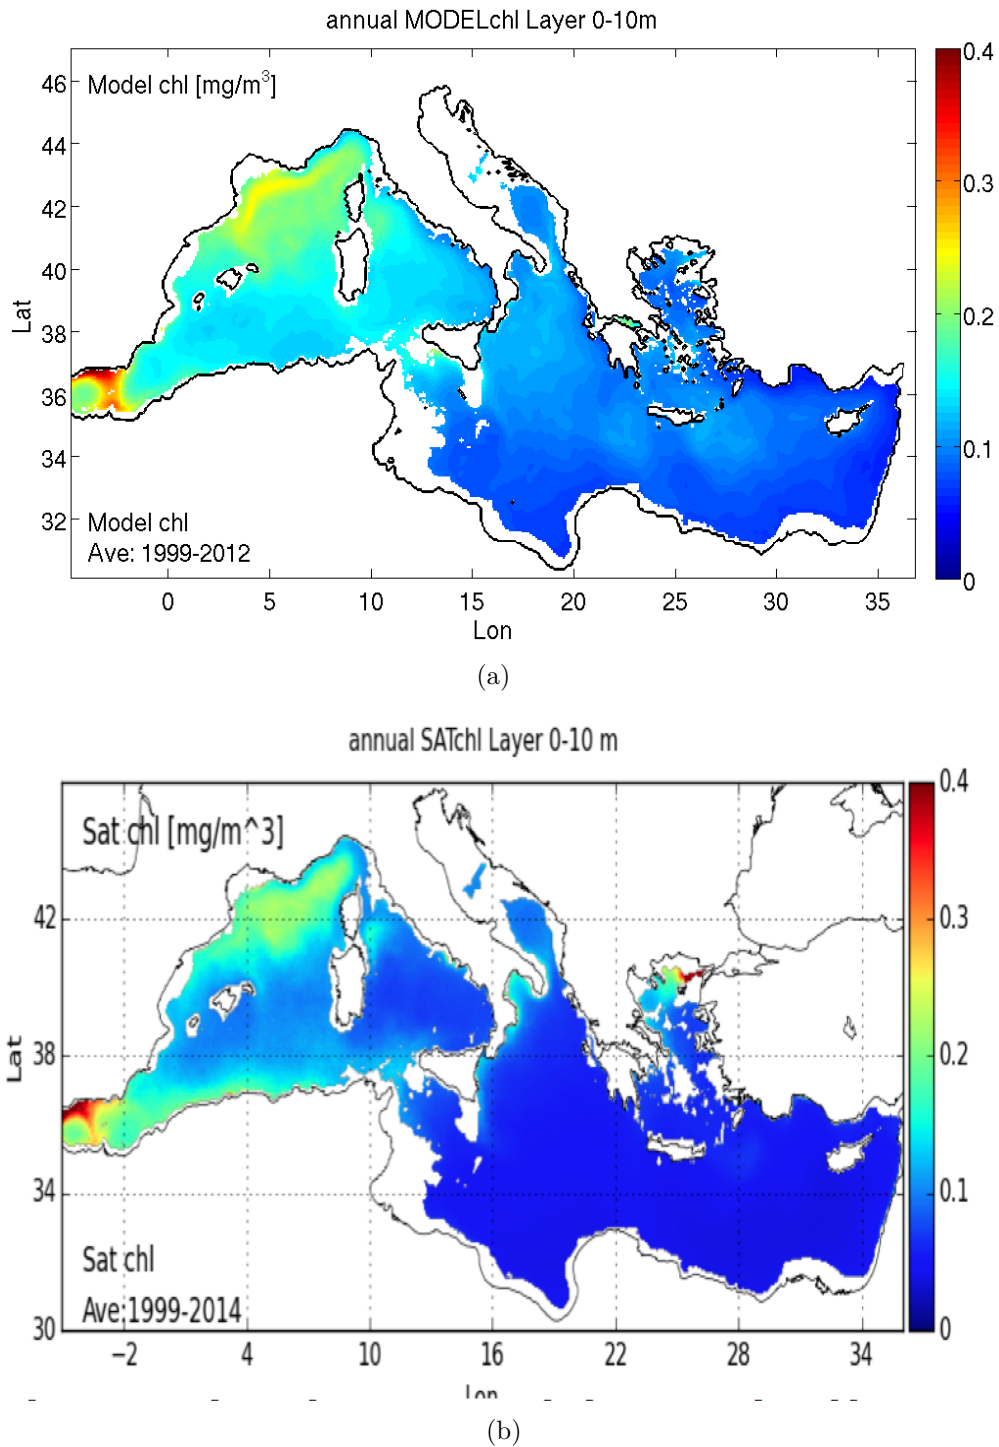 annual MODELchl Layer 0-10m
Model chl [mg/m³]
46
44
42
40
38
36
34
32
Lat
Model chl
Ave: 1999-2012
0 5 10 15 20 25 30 35
Lon
0.4
0.3
0.2
0.1
0
(a)
annual SATchl Layer 0-10 m
Sat chl [mg/m^3]
42
38
34
30
Lat
Sat chl
Ave:1999-2014
−2 4 10 16 22 28 34
Lon
0.4
0.3
0.2
0.1
0
(b)